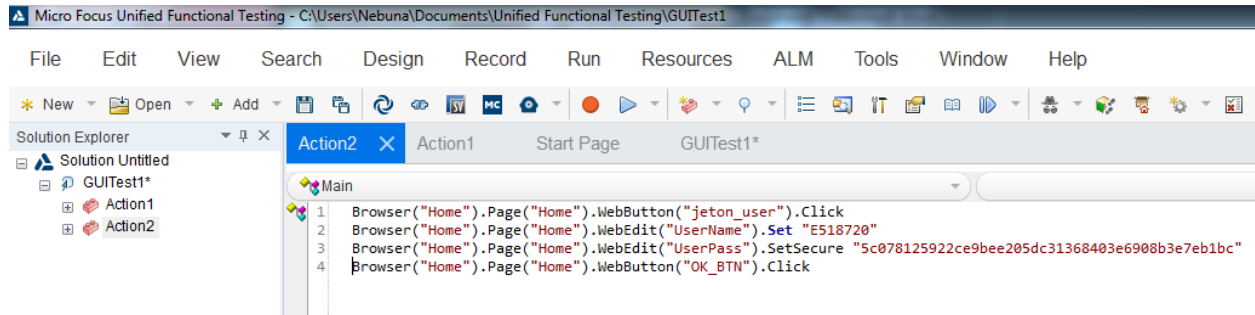 Micro Focus Unified Functional Testing - C:\Users\Nebuna\Documents\Unified Functional Testing\GUITest1
File Edit View Search Design Record Run Resources ALM Tools Window Help
New Open Add SV MC
Solution Explorer
Action2 Action1 Start Page GUITest1*
Solution Untitled
GUITest1*
Action1
Action2
Main
1 Browser("Home").Page("Home").WebButton("jeton_user").Click
2 Browser("Home").Page("Home").WebEdit("UserName").Set "E518720"
3 Browser("Home").Page("Home").WebEdit("UserPass").SetSecure "5c078125922ce9bee205dc31368403e6908b3e7eb1bc"
4 Browser("Home").Page("Home").WebButton("OK_BTN").Click